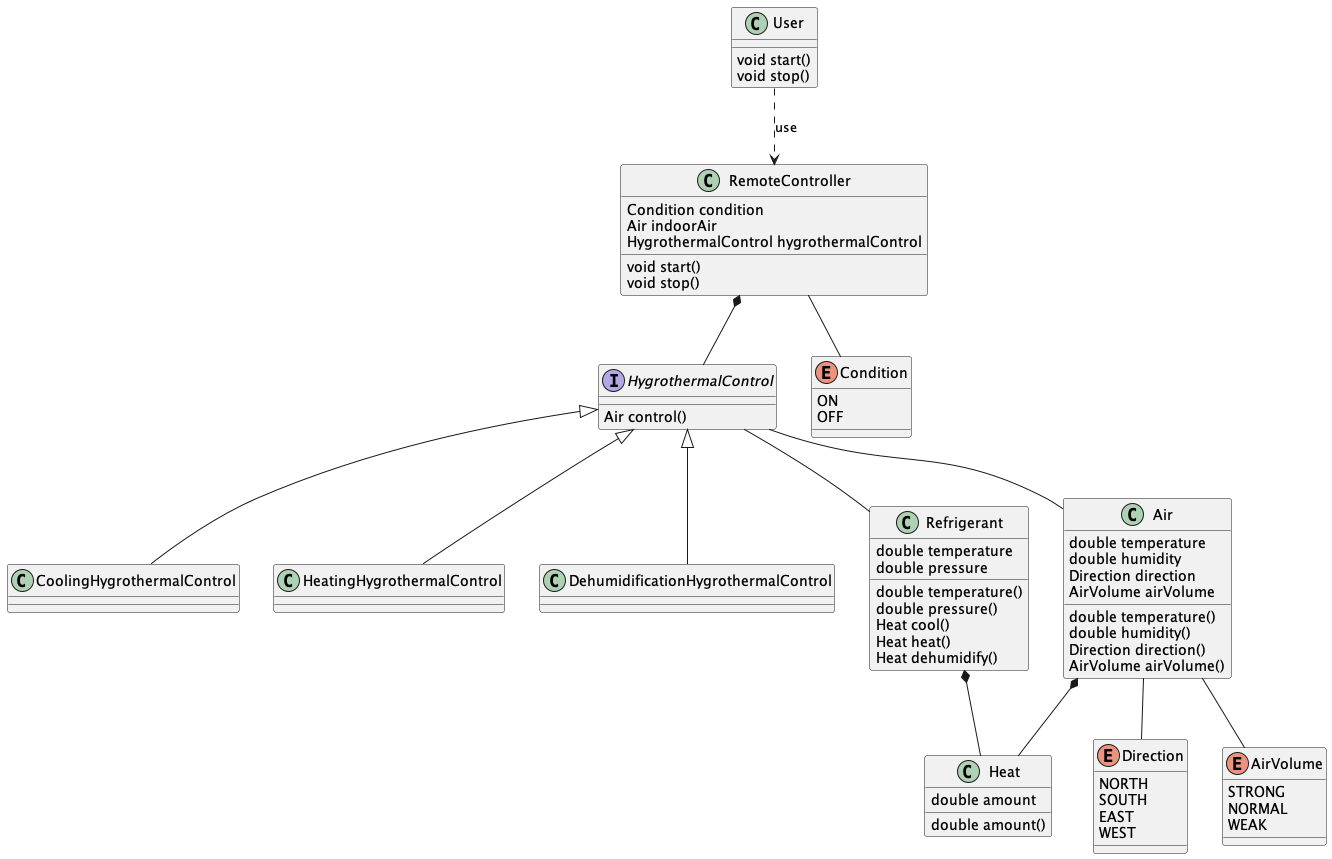 C User
void start()
void stop()
use
C RemoteController
Condition condition
Air indoorAir
HygrothermalControl hygrothermalControl
void start()
void stop()
I HygrothermalControl
Air control()
E Condition
ON
OFF
C CoolingHygrothermalControl
C HeatingHygrothermalControl
C DehumidificationHygrothermalControl
C Refrigerant
double temperature
double pressure
double temperature()
double pressure()
Heat cool()
Heat heat()
Heat dehumidify()
C Air
double temperature
double humidity
Direction direction
AirVolume airVolume
double temperature()
double humidity()
Direction direction()
AirVolume airVolume()
C Heat
double amount
double amount()
E Direction
NORTH
SOUTH
EAST
WEST
E AirVolume
STRONG
NORMAL
WEAK